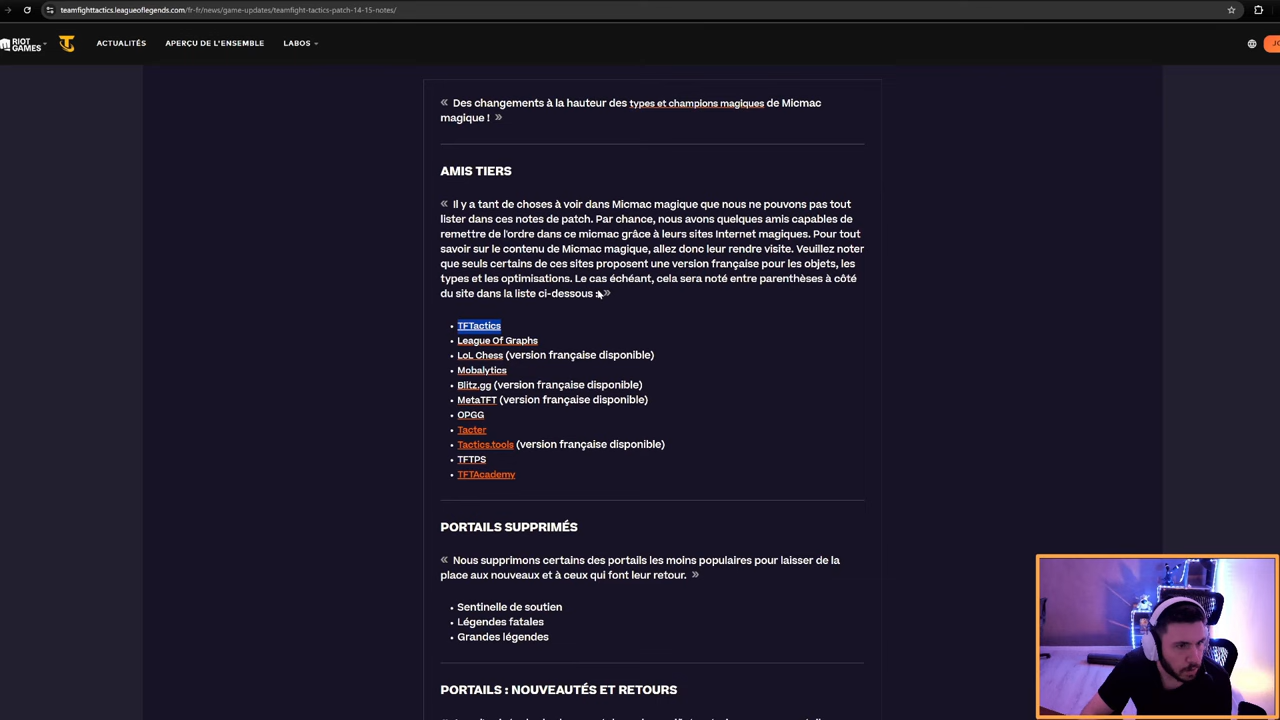 teamfighttactics.leagueoflegends.com/fr-fr/news/game-updates/teamfight-tactics-patch-14-15-notes/
RIOT GAMES
ACTUALITÉS
APERÇU DE L'ENSEMBLE
LABOS
JO
« Des changements à la hauteur des types et champions magiques de Micmac
magique ! »
AMIS TIERS
« Il y a tant de choses à voir dans Micmac magique que nous ne pouvons pas tout
lister dans ces notes de patch. Par chance, nous avons quelques amis capables de
remettre de l'ordre dans ce micmac grâce à leurs sites Internet magiques. Pour tout
savoir sur le contenu de Micmac magique, allez donc leur rendre visite. Veuillez noter
que seuls certains de ces sites proposent une version française pour les objets, les
types et les optimisations. Le cas échéant, cela sera noté entre parenthèses à côté
du site dans la liste ci-dessous : »
• TFTactics
• League Of Graphs
• LoL Chess (version française disponible)
• Mobalytics
• Blitz.gg (version française disponible)
• MetaTFT (version française disponible)
• OPGG
• Tacter
• Tactics.tools (version française disponible)
• TFTPS
• TFTAcademy
PORTAILS SUPPRIMÉS
« Nous supprimons certains des portails les moins populaires pour laisser de la
place aux nouveaux et à ceux qui font leur retour. »
• Sentinelle de soutien
• Légendes fatales
• Grandes légendes
PORTAILS : NOUVEAUTÉS ET RETOURS